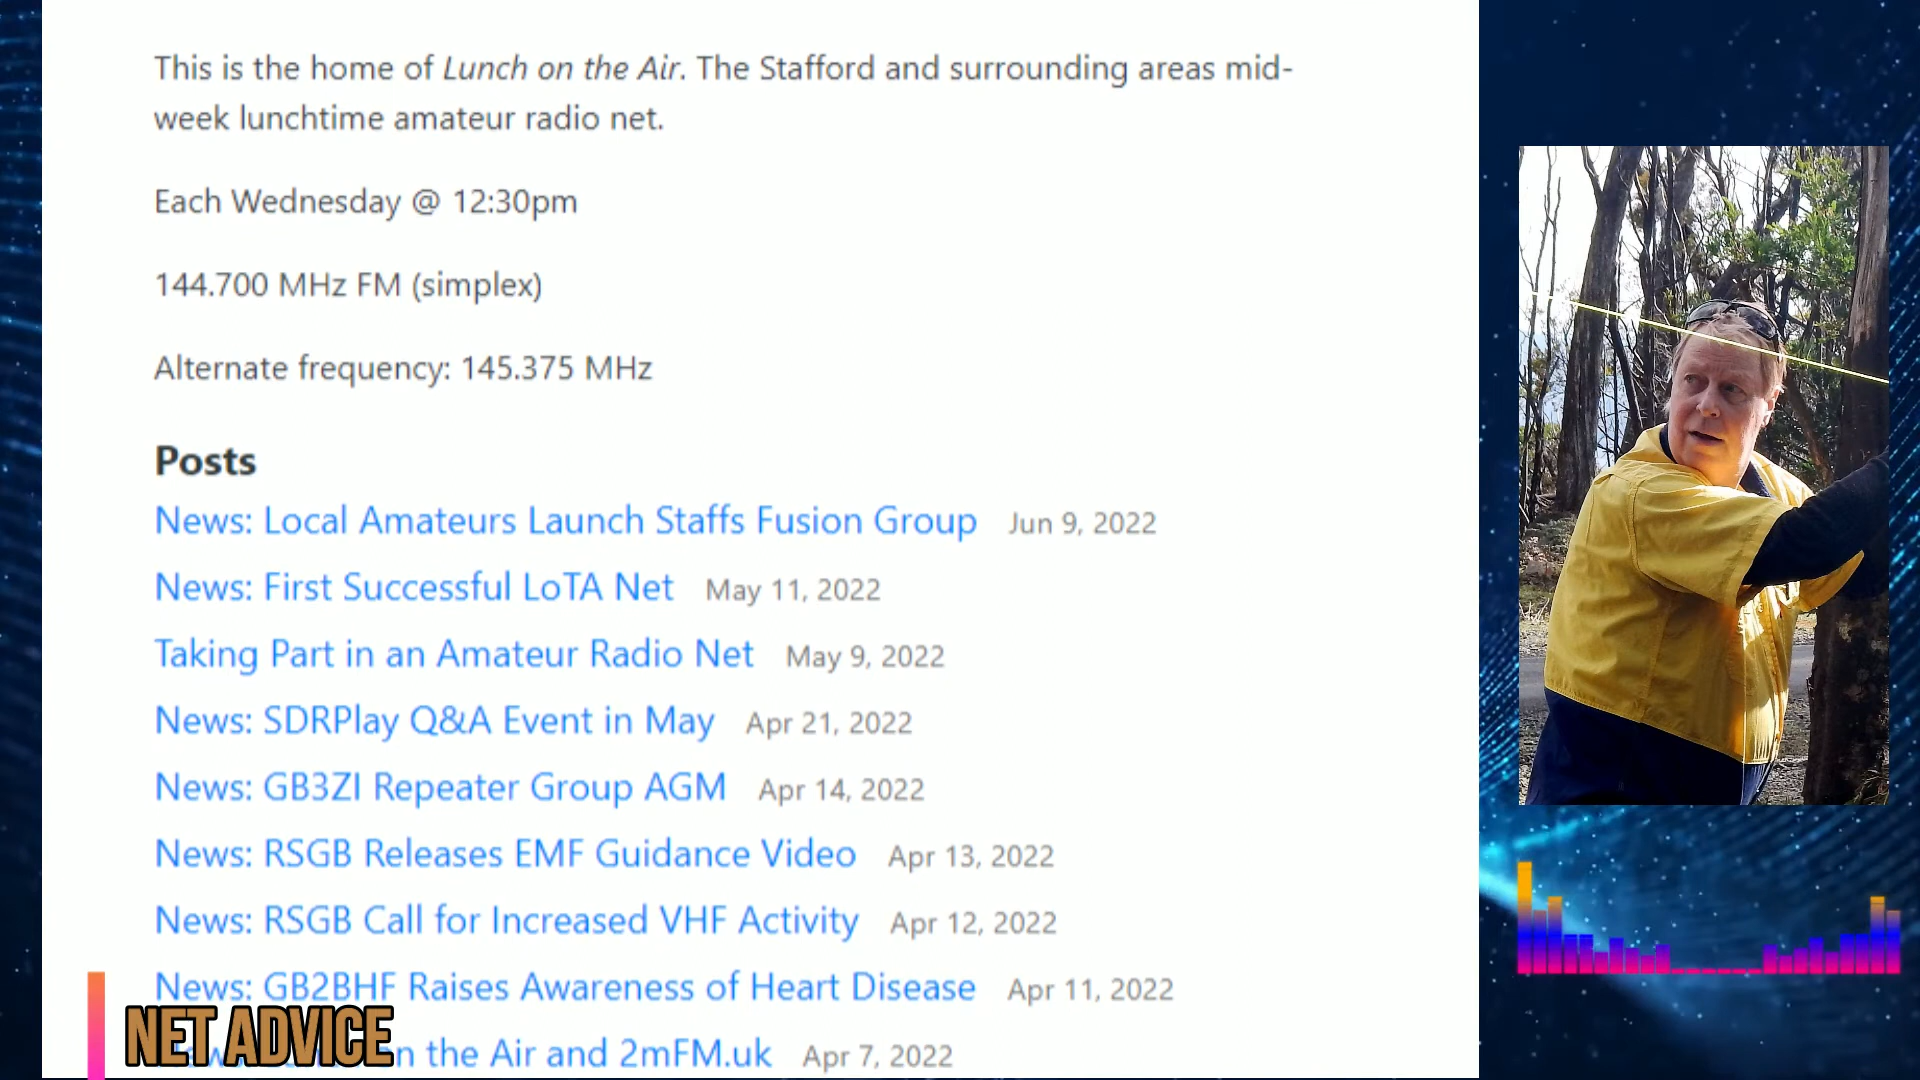 This is the home of Lunch on the Air. The Stafford and surrounding areas mid-
week lunchtime amateur radio net.
Each Wednesday @ 12:30pm
144.700 MHz FM (simplex)
Alternate frequency: 145.375 MHz
Posts
News: Local Amateurs Launch Staffs Fusion Group Jun 9, 2022
News: First Successful LoTA Net May 11, 2022
Taking Part in an Amateur Radio Net May 9, 2022
News: SDRPlay Q&A Event in May Apr 21, 2022
News: GB3ZI Repeater Group AGM Apr 14, 2022
News: RSGB Releases EMF Guidance Video Apr 13, 2022
News: RSGB Call for Increased VHF Activity Apr 12, 2022
News: GB2BHF Raises Awareness of Heart Disease Apr 11, 2022
the Air and 2mFM.uk Apr 7, 2022
NET ADVICE